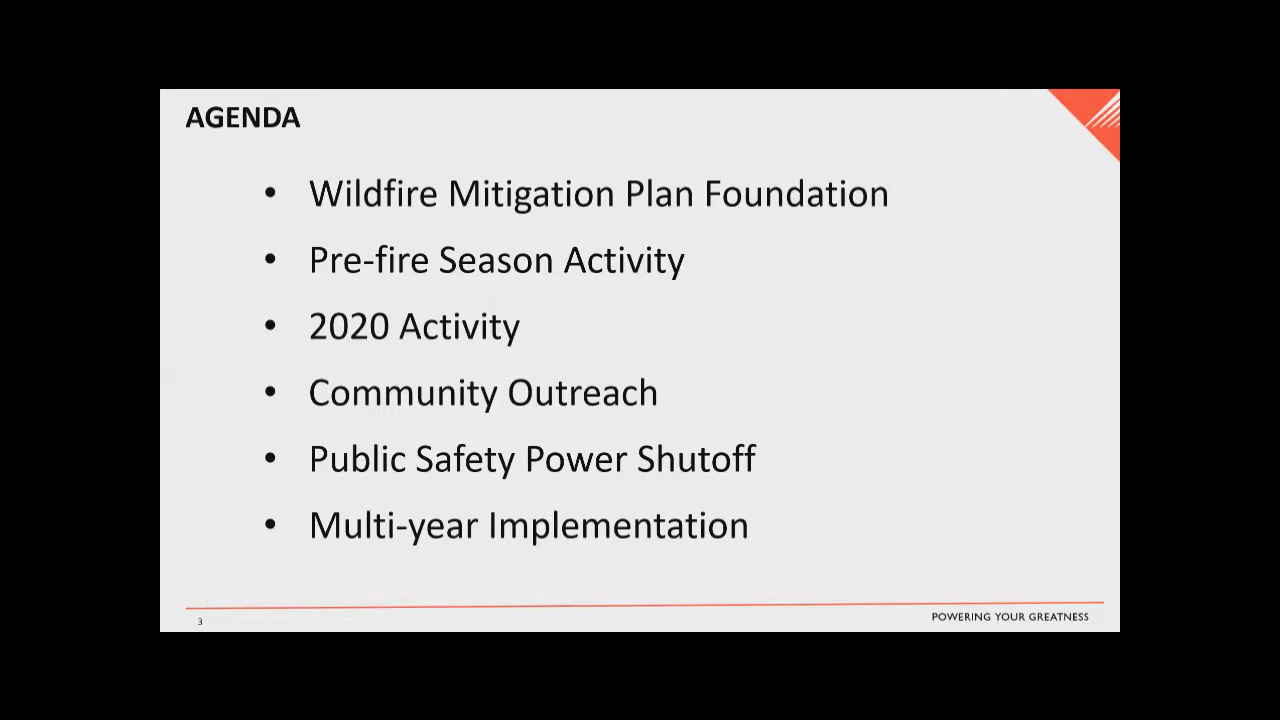 AGENDA
• Wildfire Mitigation Plan Foundation
• Pre-fire Season Activity
• 2020 Activity
• Community Outreach
• Public Safety Power Shutoff
• Multi-year Implementation
3
POWERING YOUR GREATNESS